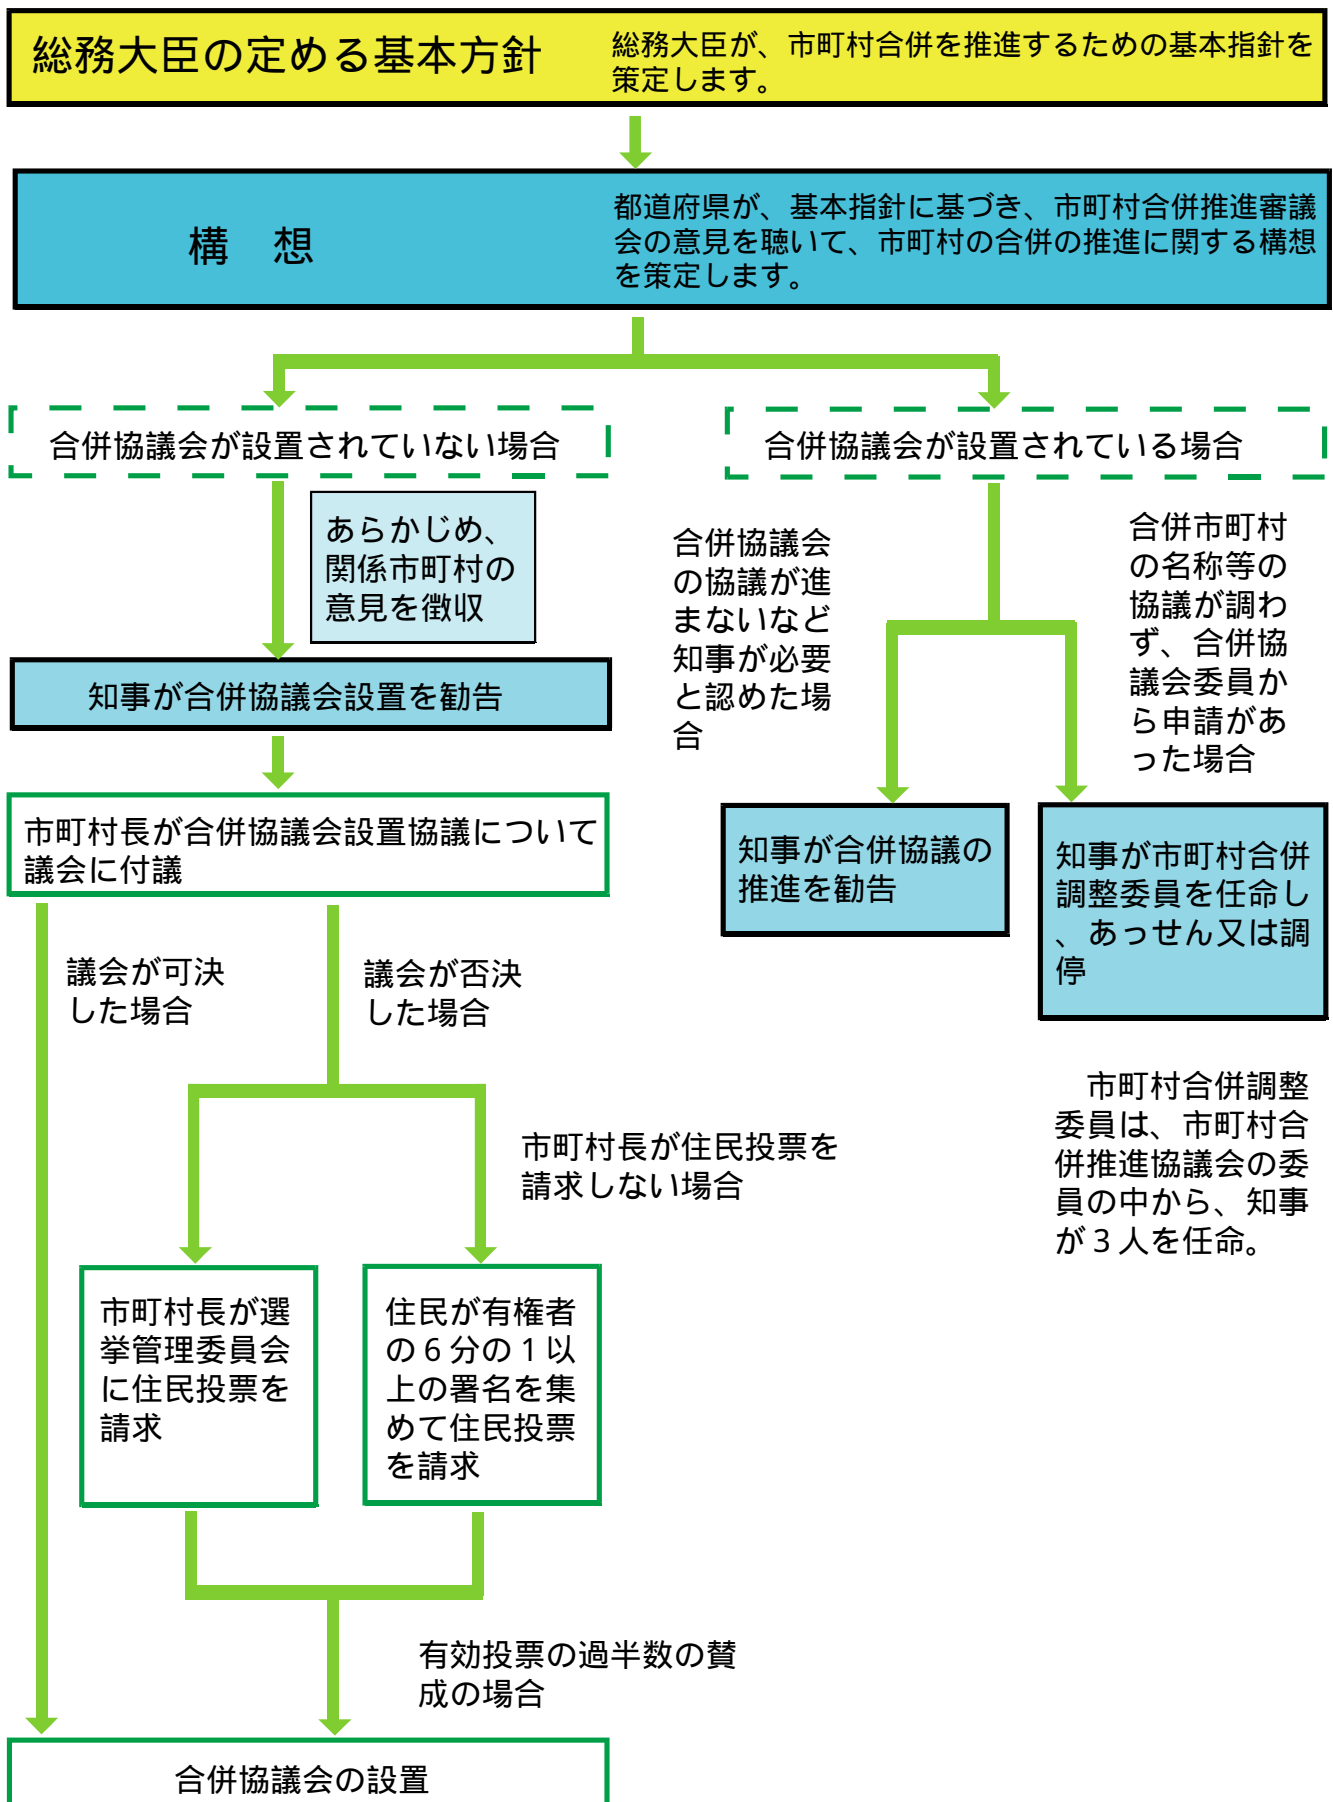 総務大臣の定める基本方針
総務大臣が、市町村合併を推進するための基本指針を
策定します。
構　想
都道府県が、基本指針に基づき、市町村合併推進審議
会の意見を聴いて、市町村の合併の推進に関する構想
を策定します。
合併協議会が設置されていない場合
合併協議会が設置されている場合
あらかじめ、
関係市町村の
意見を徴収
知事が合併協議会設置を勧告
市町村長が合併協議会設置協議について
議会に付議
合併協議会
の協議が進
まないなど
知事が必要
と認めた場
合
合併市町村
の名称等の
協議が調わ
ず、合併協
議会委員か
ら申請があ
った場合
知事が合併協議の
推進を勧告
知事が市町村合併
調整委員を任命し
、あっせん又は調
停
市町村合併調整
委員は、市町村合
併推進協議会の委
員の中から、知事
が３人を任命。
議会が可決
した場合
議会が否決
した場合
市町村長が住民投票を
請求しない場合
市町村長が選
挙管理委員会
に住民投票を
請求
住民が有権者
の６分の１以
上の署名を集
めて住民投票
を請求
有効投票の過半数の賛
成の場合
合併協議会の設置